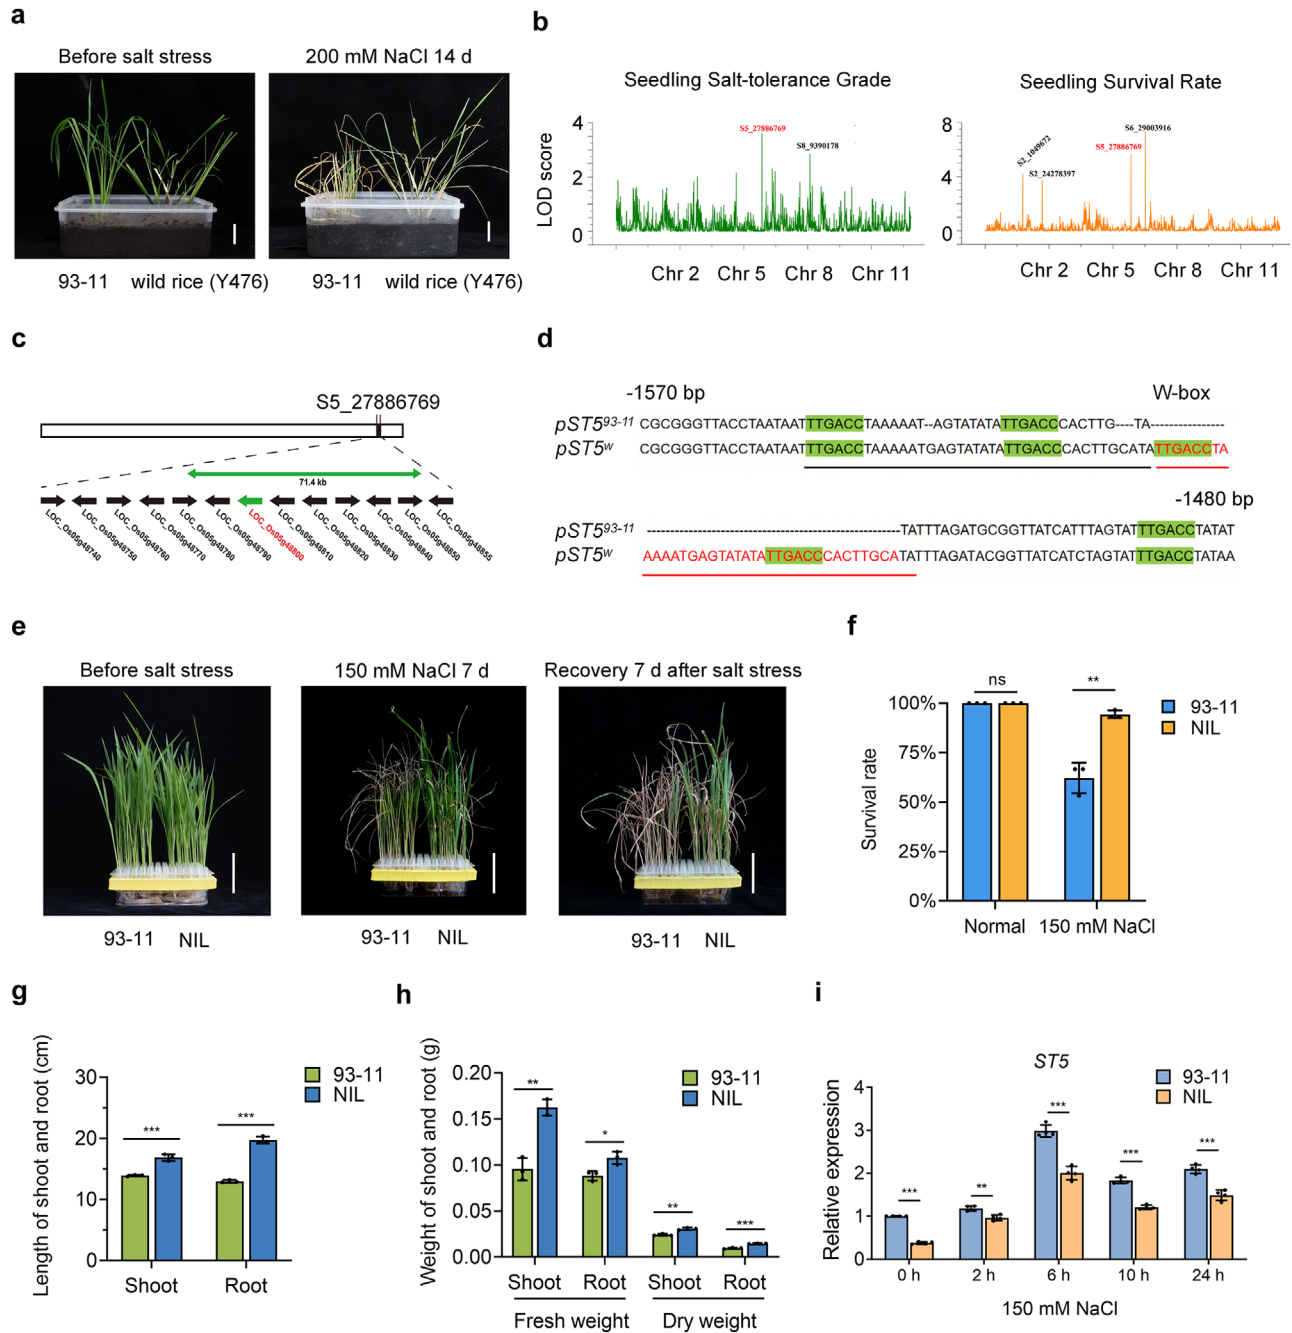 a
Before salt stress
200 mM NaCl 14 d
93-11
wild rice (Y476)
93-11
wild rice (Y476)
b
Seedling Salt-tolerance Grade
LOD score
4
2
0
S5_27886769
S8_9390178
Chr 2
Chr 5
Chr 8
Chr 11
Seedling Survival Rate
8
4
0
S2_1049672
S2_24278397
S5_27886769
S6_29003916
Chr 2
Chr 5
Chr 8
Chr 11
c
S5_27886769
71.4 kb
LOC_Os05g48740
LOC_Os05g48750
LOC_Os05g48760
LOC_Os05g48770
LOC_Os05g48780
LOC_Os05g48790
LOC_Os05g48800
LOC_Os05g48810
LOC_Os05g48820
LOC_Os05g48830
LOC_Os05g48840
LOC_Os05g48850
LOC_Os05g48855
d
-1570 bp
W-box
pST5 93-11 CGCGGGTTACCTAATAATTTGACCTAAAAAT--AGTATATATTGACCCACTTG----TA----------------
pST5 w CGCGGGTTACCTAATAATTTGACCTAAAAATGAGTATATATTGACCCACTTGCATATTGACCTA
-1480 bp
pST5 93-11 --------------------------------------TATTTAGATGCGGTTATCATTTAGTATTTGACCTATAT
pST5 w AAAATGAGTATATATTGACCCACTTGCATATTTAGATACGGTTATCATCTAGTATTTGACCTATAA
e
Before salt stress
150 mM NaCl 7 d
Recovery 7 d after salt stress
93-11
NIL
93-11
NIL
93-11
NIL
f
Survival rate
100%
75%
50%
25%
0%
ns
**
93-11
NIL
Normal
150 mM NaCl
g
Length of shoot and root (cm)
30
20
10
0
***
***
93-11
NIL
Shoot
Root
h
Weight of shoot and root (g)
0.20
0.15
0.10
0.05
0.00
**
*
**
***
93-11
NIL
Shoot
Root
Shoot
Root
Fresh weight
Dry weight
i
ST5
Relative expression
4
3
2
1
0
***
**
***
***
***
93-11
NIL
0 h
2 h
6 h
10 h
24 h
150 mM NaCl